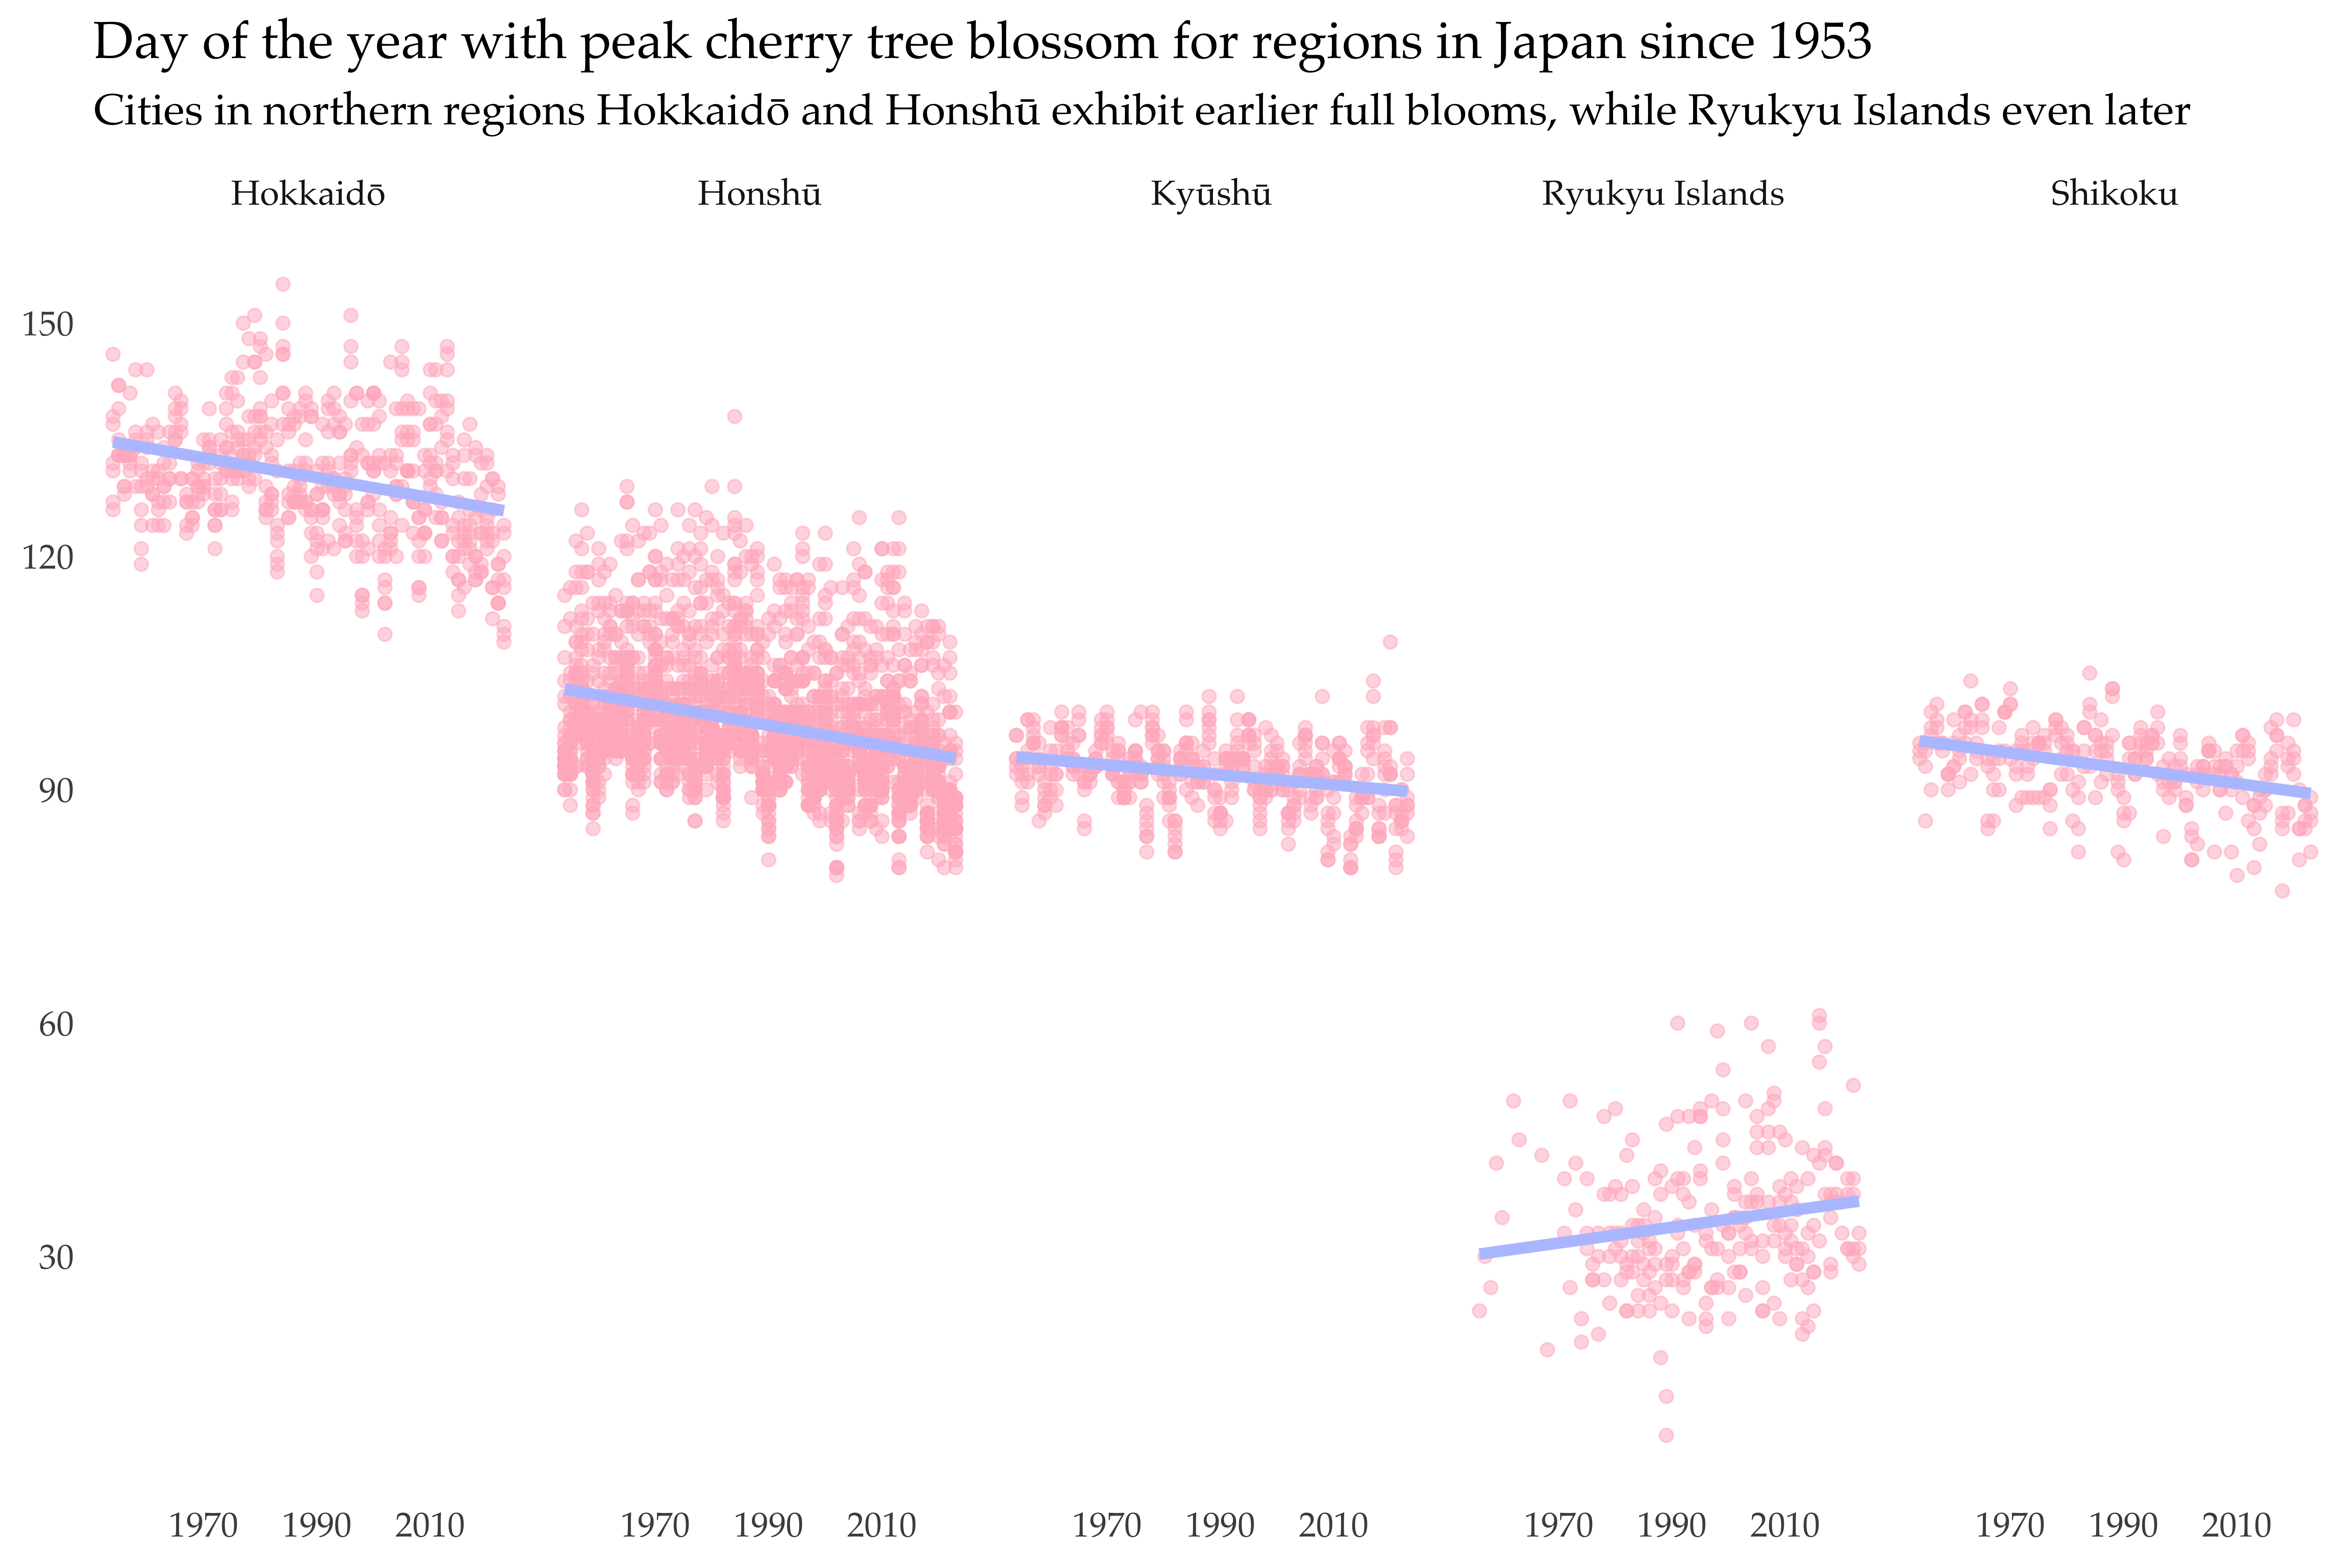 Day of the year with peak cherry tree blossom for regions in Japan since 1953
Cities in northern regions Hokkaidō and Honshū exhibit earlier full blooms, while Ryukyu Islands even later
Hokkaidō Honshū Kyūshū Ryukyu Islands Shikoku
150
120
90
60
30
1970 1990 2010 1970 1990 2010 1970 1990 2010 1970 1990 2010 1970 1990 2010